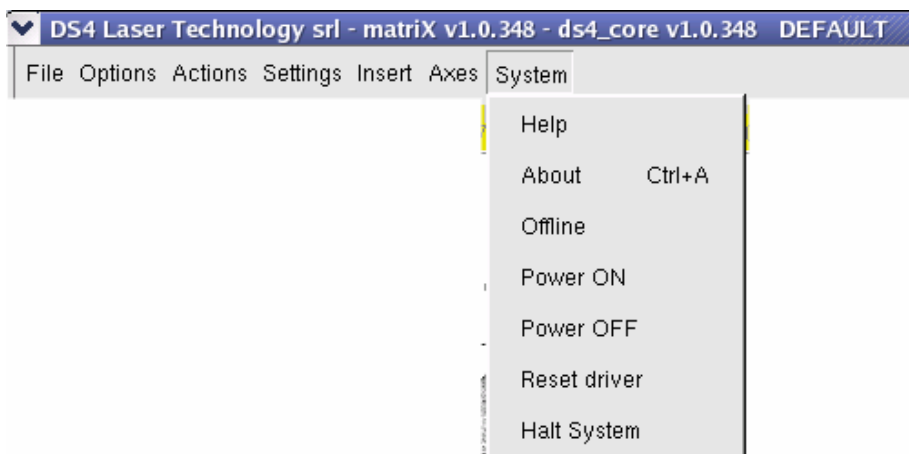 DS4 Laser Technology srl - matriX v1.0.348 - ds4_core v1.0.348 DEFAULT
File Options Actions Settings Insert Axes System
Help
About Ctrl+A
Offline
Power ON
Power OFF
Reset driver
Halt System